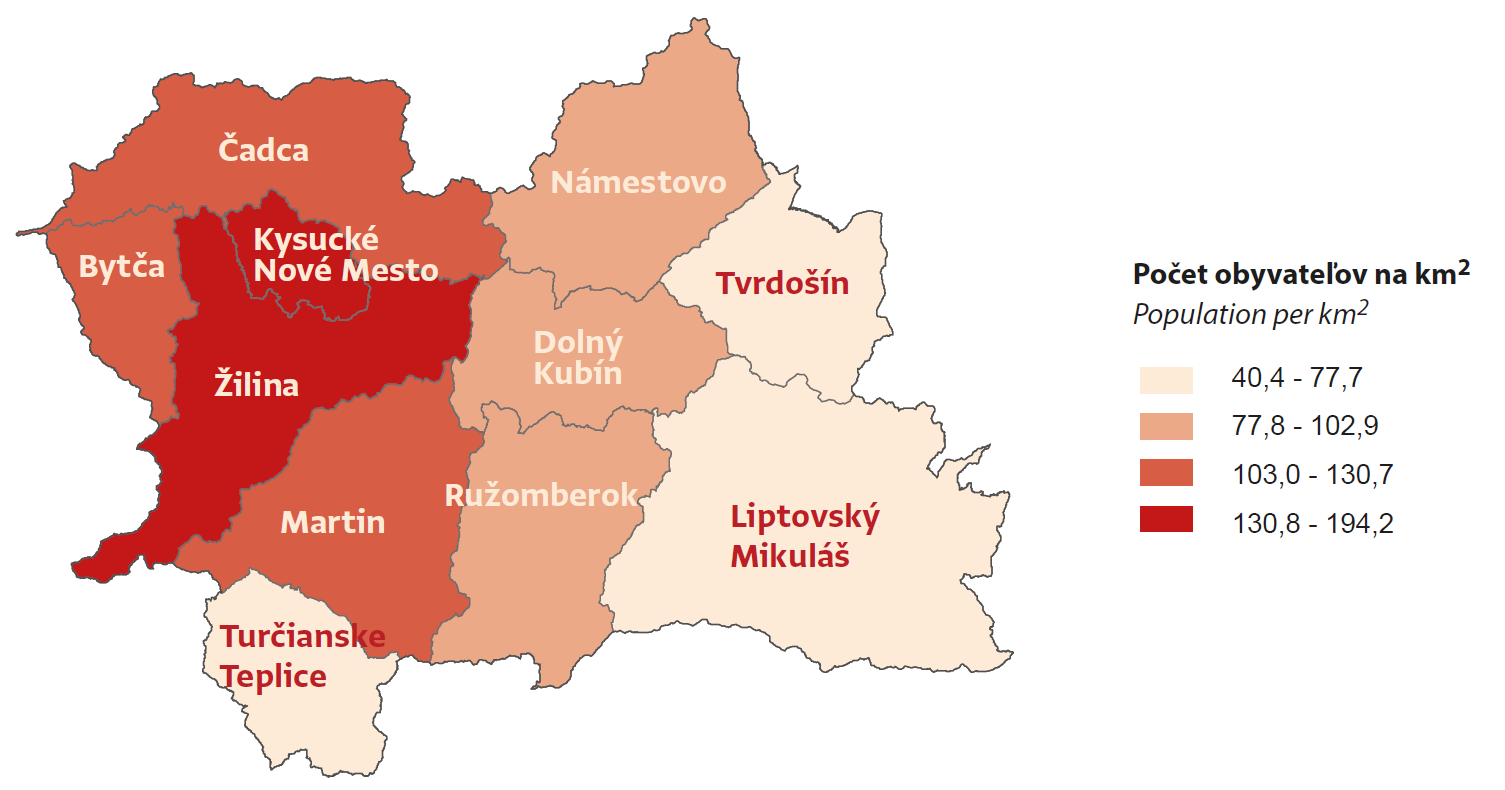 Čadca
Námestovo
Kysucké
Nové Mesto
Bytča
Tvrdošín
Dolný
Kubín
Žilina
Ružomberok
Martin
Liptovský
Mikuláš
Turčianske
Teplice
Počet obyvateľov na km²
Population per km²
40,4 - 77,7
77,8 - 102,9
103,0 - 130,7
130,8 - 194,2